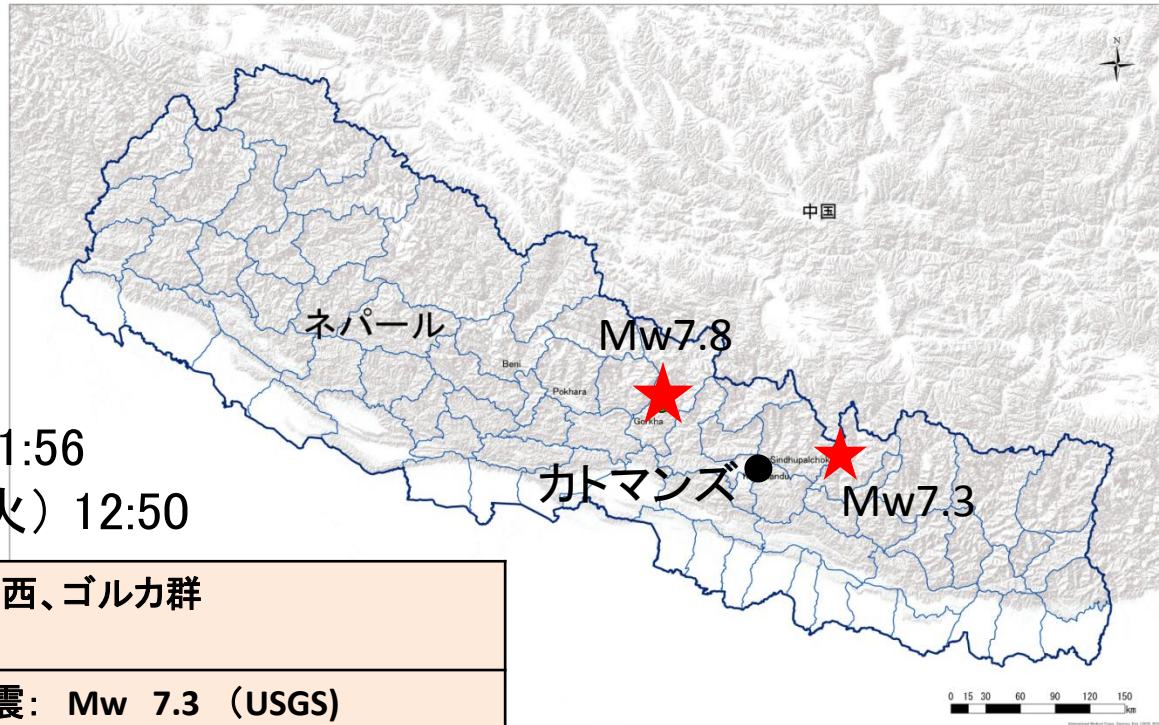 N
中国
ネパール
Mw7.8
Beni
Pokhara
Gorkha
1:56
火）12:50
カトマンズ
Sindhupalchok
andu
Mw7.3
西、ゴルカ群
震： Mw 7.3 （USGS)
0 15 30 60 90 120 150
km